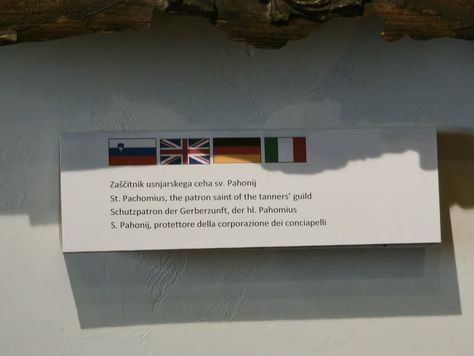 Zaščitnik usnjarskega ceha sv. Pahonij
St. Pachomius, the patron saint of the tanners' guild
Schutzpatron der Gerberzunft, der hl. Pahomius
S. Pahonij, protettore della corporazione dei conciapelli